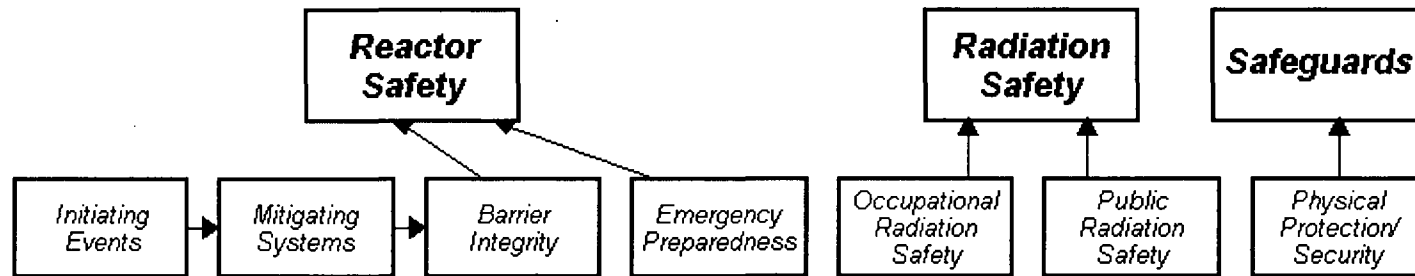 Reactor
Safety
Radiation
Safety
Safeguards
Initiating
Events
Mitigating
Systems
Barrier
Integrity
Emergency
Preparedness
Occupational
Radiation
Safety
Public
Radiation
Safety
Physical
Protection/
Security